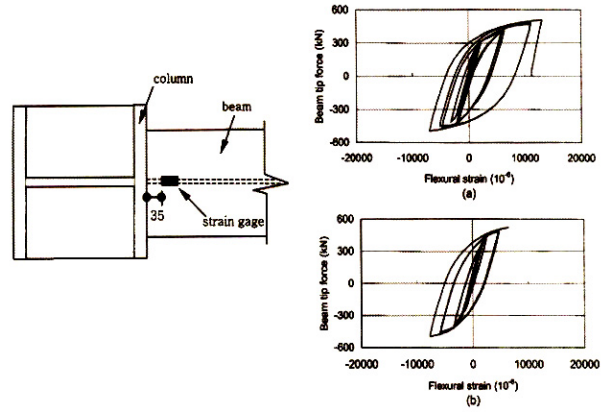 column
beam
35
strain gage
Beam tip force (kN)
600
300
0
-300
-600
-20000 -10000 0 10000 20000
Flexural strain (10⁻⁶)
(a)
Beam tip force (kN)
600
300
0
-300
-600
-20000 -10000 0 10000 20000
Flexural strain (10⁻⁶)
(b)